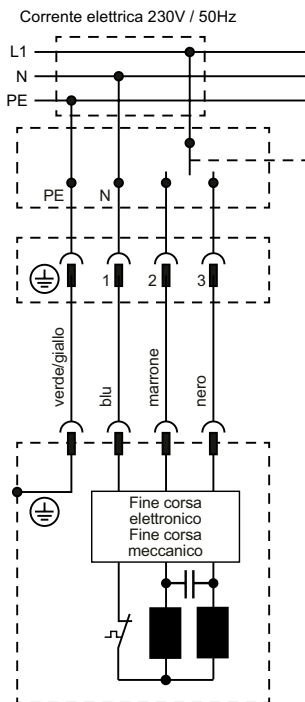 Corrente elettrica 230V / 50Hz
L1
N
PE
PE N
1 2 3
verde/giallo
blu
marrone
nero
Fine corsa
elettronico
Fine corsa
meccanico